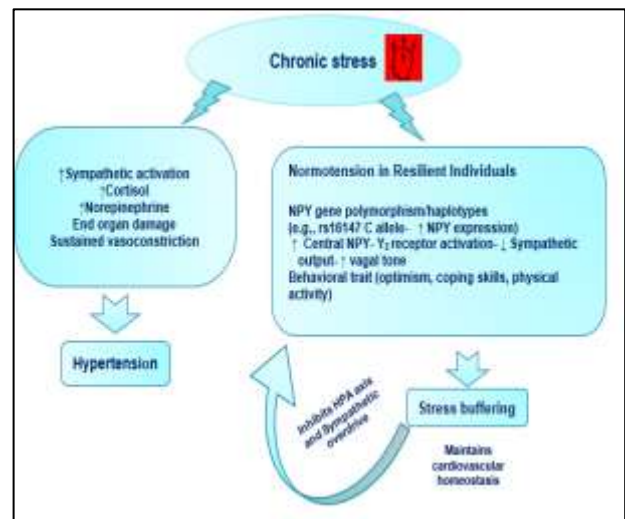 Chronic stress
↑Sympathetic activation
↑Cortisol
↑Norepinephrine
End organ damage
Sustained vasoconstriction
Hypertension
Normotension in Resilient Individuals
NPY gene polymorphism/haplotypes
(e.g., rs16147 C allele- ↑ NPY expression)
↑ Central NPY- Y₂ receptor activation- ↓ Sympathetic
output- ↑ vagal tone
Behavioral trait (optimism, coping skills, physical
activity)
Stress buffering
Maintains
cardiovascular
homeostasis
Inhibits HPA axis
and Sympathetic
overdrive